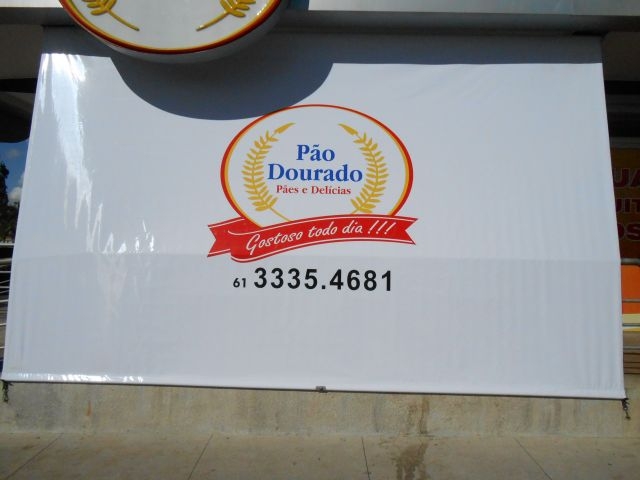 Pão
Dourado
Pães e Delícias
Gostoso todo dia !!!
61 3335.4681